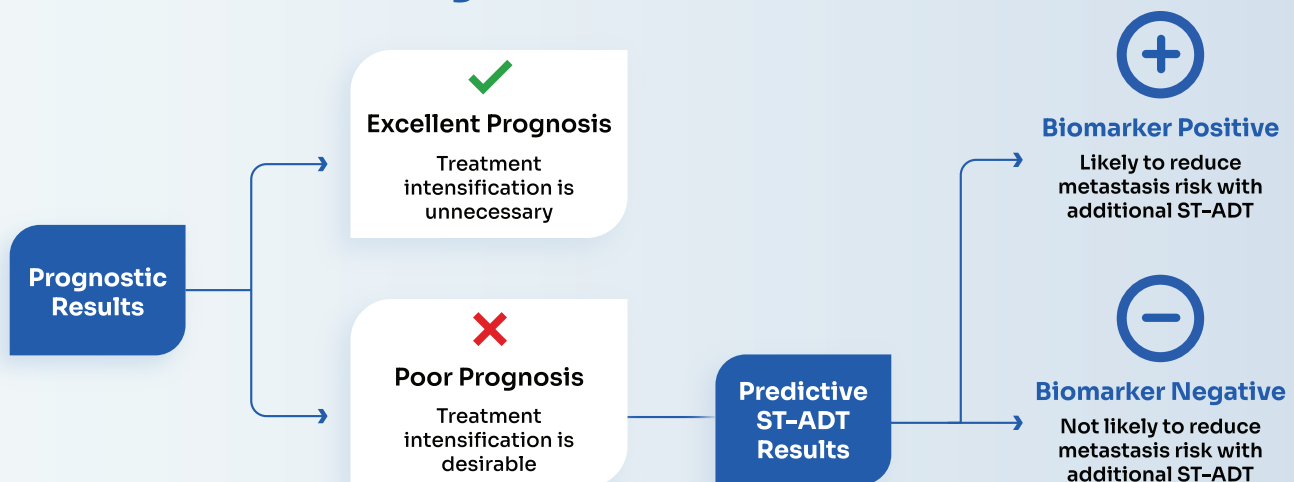 Prognostic
Results
Excellent Prognosis
Treatment
intensification is
unnecessary
Poor Prognosis
Treatment
intensification is
desirable
Predictive
ST-ADT
Results
Biomarker Positive
Likely to reduce
metastasis risk with
additional ST-ADT
Biomarker Negative
Not likely to reduce
metastasis risk with
additional ST-ADT